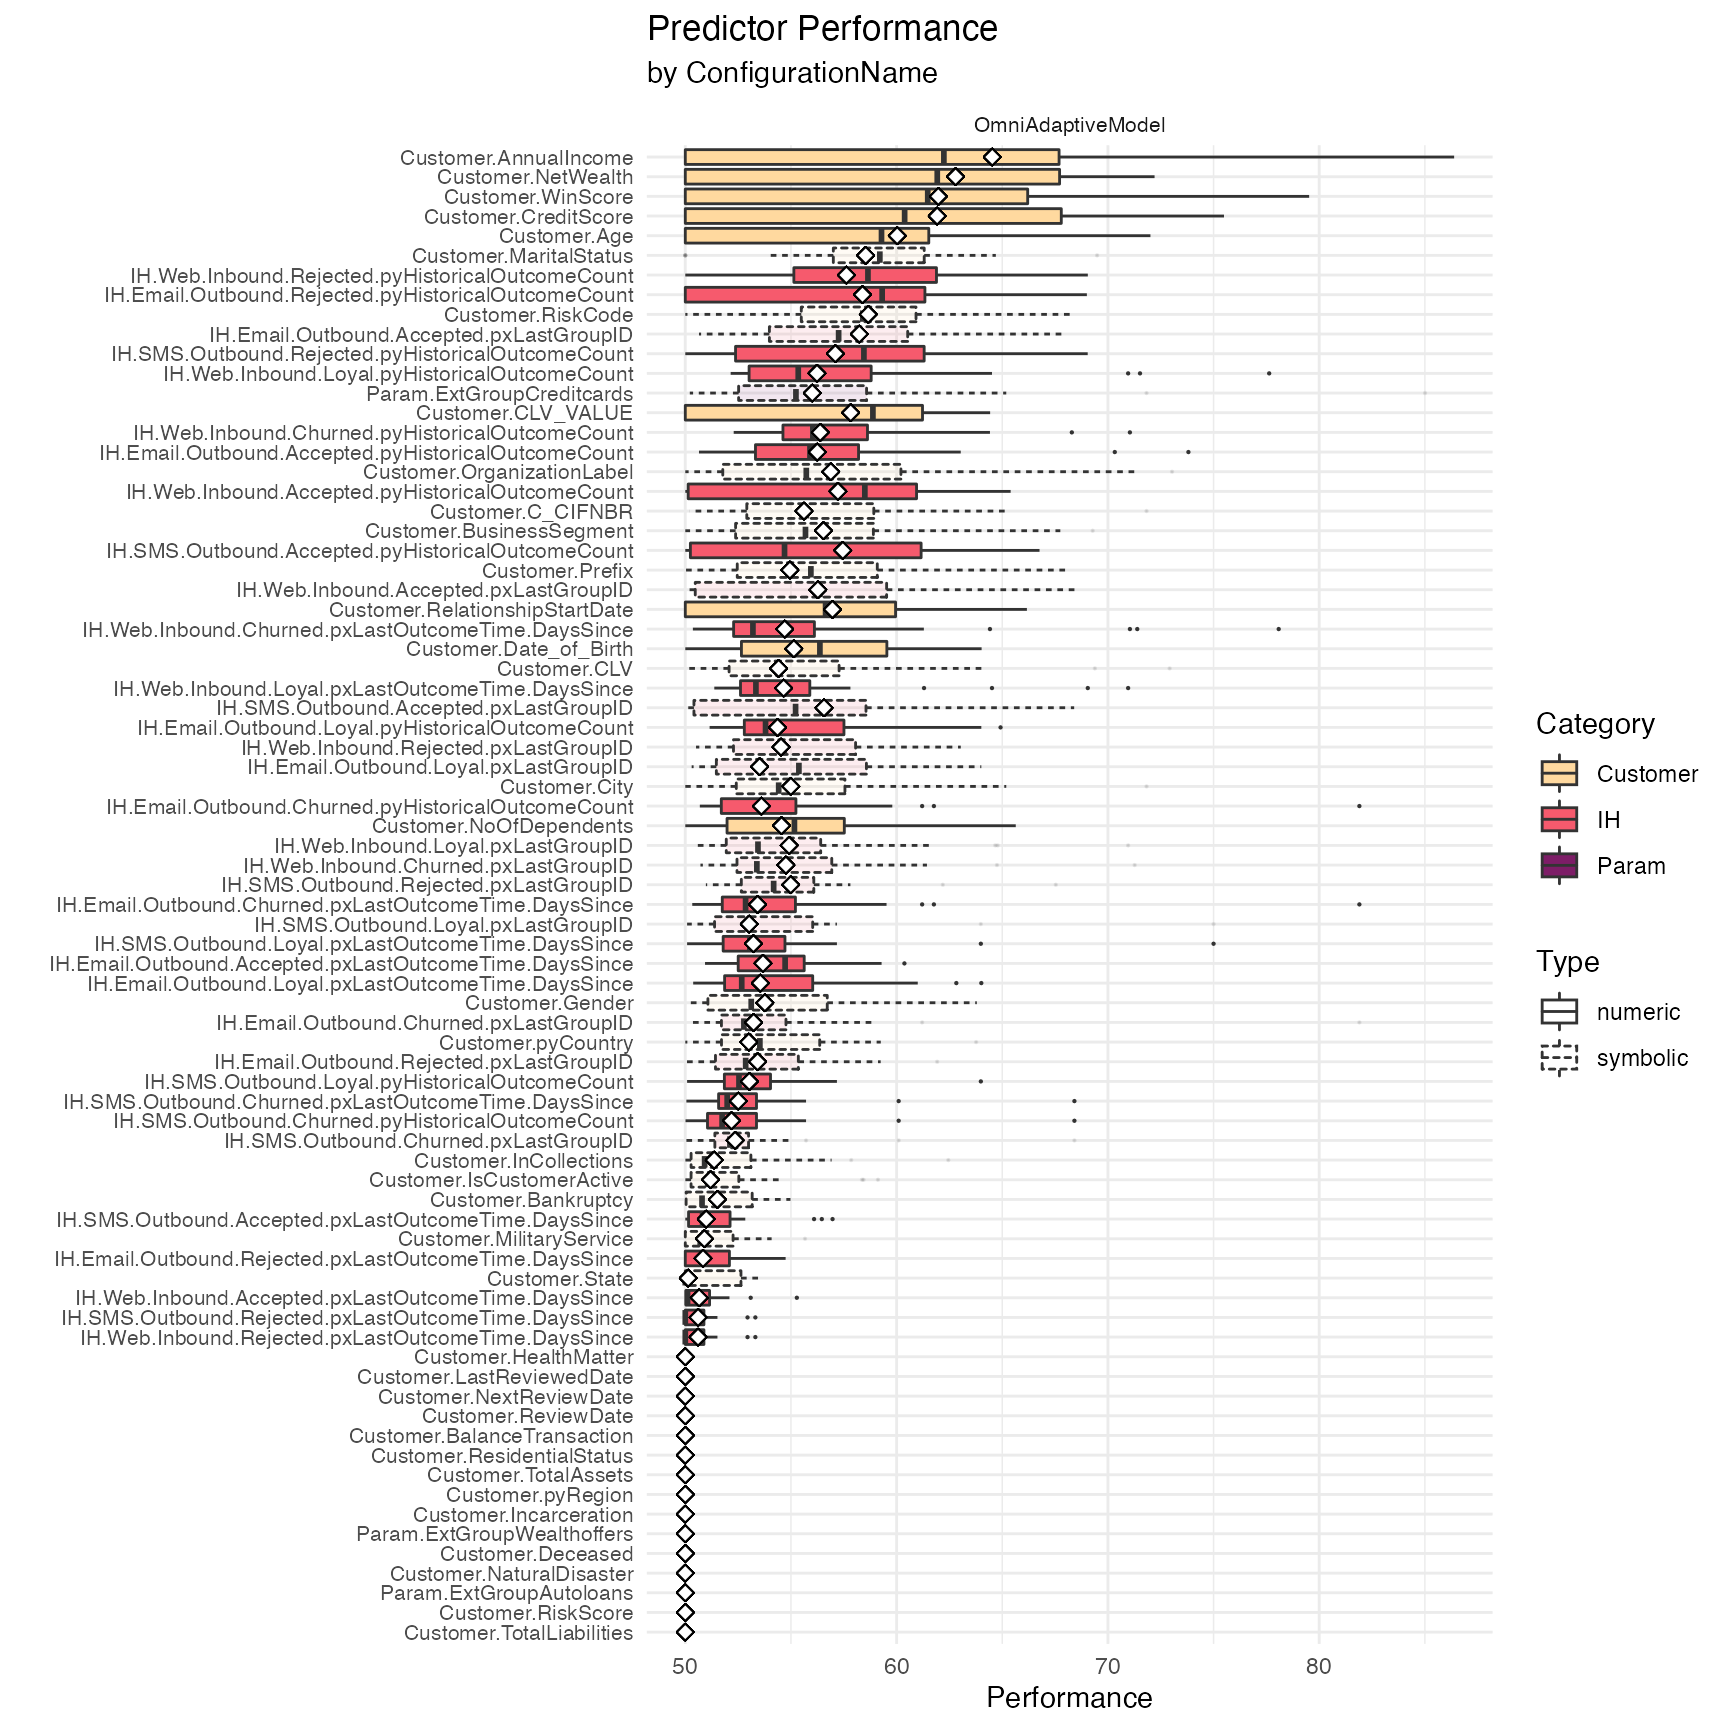 Predictor Performance
by ConfigurationName
OmniAdaptiveModel
Customer.AnnualIncome
Customer.NetWealth
Customer.WinScore
Customer.CreditScore
Customer.Age
Customer.MaritalStatus
IH.Web.Inbound.Rejected.pyHistoricalOutcomeCount
IH.Email.Outbound.Rejected.pyHistoricalOutcomeCount
Customer.RiskCode
IH.Email.Outbound.Accepted.pxLastGroupID
IH.SMS.Outbound.Rejected.pyHistoricalOutcomeCount
IH.Web.Inbound.Loyal.pyHistoricalOutcomeCount
Param.ExtGroupCreditcards
Customer.CLV_VALUE
IH.Web.Inbound.Churned.pyHistoricalOutcomeCount
IH.Email.Outbound.Accepted.pyHistoricalOutcomeCount
Customer.OrganizationLabel
IH.Web.Inbound.Accepted.pyHistoricalOutcomeCount
Customer.C_CIFNBR
Customer.BusinessSegment
IH.SMS.Outbound.Accepted.pyHistoricalOutcomeCount
Customer.Prefix
IH.Web.Inbound.Accepted.pxLastGroupID
Customer.RelationshipStartDate
IH.Web.Inbound.Churned.pxLastOutcomeTime.DaysSince
Customer.Date_of_Birth
Customer.CLV
IH.Web.Inbound.Loyal.pxLastOutcomeTime.DaysSince
IH.SMS.Outbound.Accepted.pxLastGroupID
IH.Email.Outbound.Loyal.pyHistoricalOutcomeCount
IH.Web.Inbound.Rejected.pxLastGroupID
IH.Email.Outbound.Loyal.pxLastGroupID
Customer.City
IH.Email.Outbound.Churned.pyHistoricalOutcomeCount
Customer.NoOfDependents
IH.Web.Inbound.Loyal.pxLastGroupID
IH.Web.Inbound.Churned.pxLastGroupID
IH.SMS.Outbound.Rejected.pxLastGroupID
IH.Email.Outbound.Churned.pxLastOutcomeTime.DaysSince
IH.SMS.Outbound.Loyal.pxLastGroupID
IH.SMS.Outbound.Loyal.pxLastOutcomeTime.DaysSince
IH.Email.Outbound.Accepted.pxLastOutcomeTime.DaysSince
IH.Email.Outbound.Loyal.pxLastOutcomeTime.DaysSince
Customer.Gender
IH.Email.Outbound.Churned.pxLastGroupID
Customer.pyCountry
IH.Email.Outbound.Rejected.pxLastGroupID
IH.SMS.Outbound.Loyal.pyHistoricalOutcomeCount
IH.SMS.Outbound.Churned.pxLastOutcomeTime.DaysSince
IH.SMS.Outbound.Churned.pyHistoricalOutcomeCount
IH.SMS.Outbound.Churned.pxLastGroupID
Customer.InCollections
Customer.IsCustomerActive
Customer.Bankruptcy
IH.SMS.Outbound.Accepted.pxLastOutcomeTime.DaysSince
Customer.MilitaryService
IH.Email.Outbound.Rejected.pxLastOutcomeTime.DaysSince
Customer.State
IH.Web.Inbound.Accepted.pxLastOutcomeTime.DaysSince
IH.SMS.Outbound.Rejected.pxLastOutcomeTime.DaysSince
IH.Web.Inbound.Rejected.pxLastOutcomeTime.DaysSince
Customer.HealthMatter
Customer.LastReviewedDate
Customer.NextReviewDate
Customer.ReviewDate
Customer.BalanceTransaction
Customer.ResidentialStatus
Customer.TotalAssets
Customer.pyRegion
Customer.Incarceration
Param.ExtGroupWealthoffers
Customer.Deceased
Customer.NaturalDisaster
Param.ExtGroupAutoloans
Customer.RiskScore
Customer.TotalLiabilities
50 60 70 80
Performance
Category
Customer
IH
Param
Type
numeric
symbolic